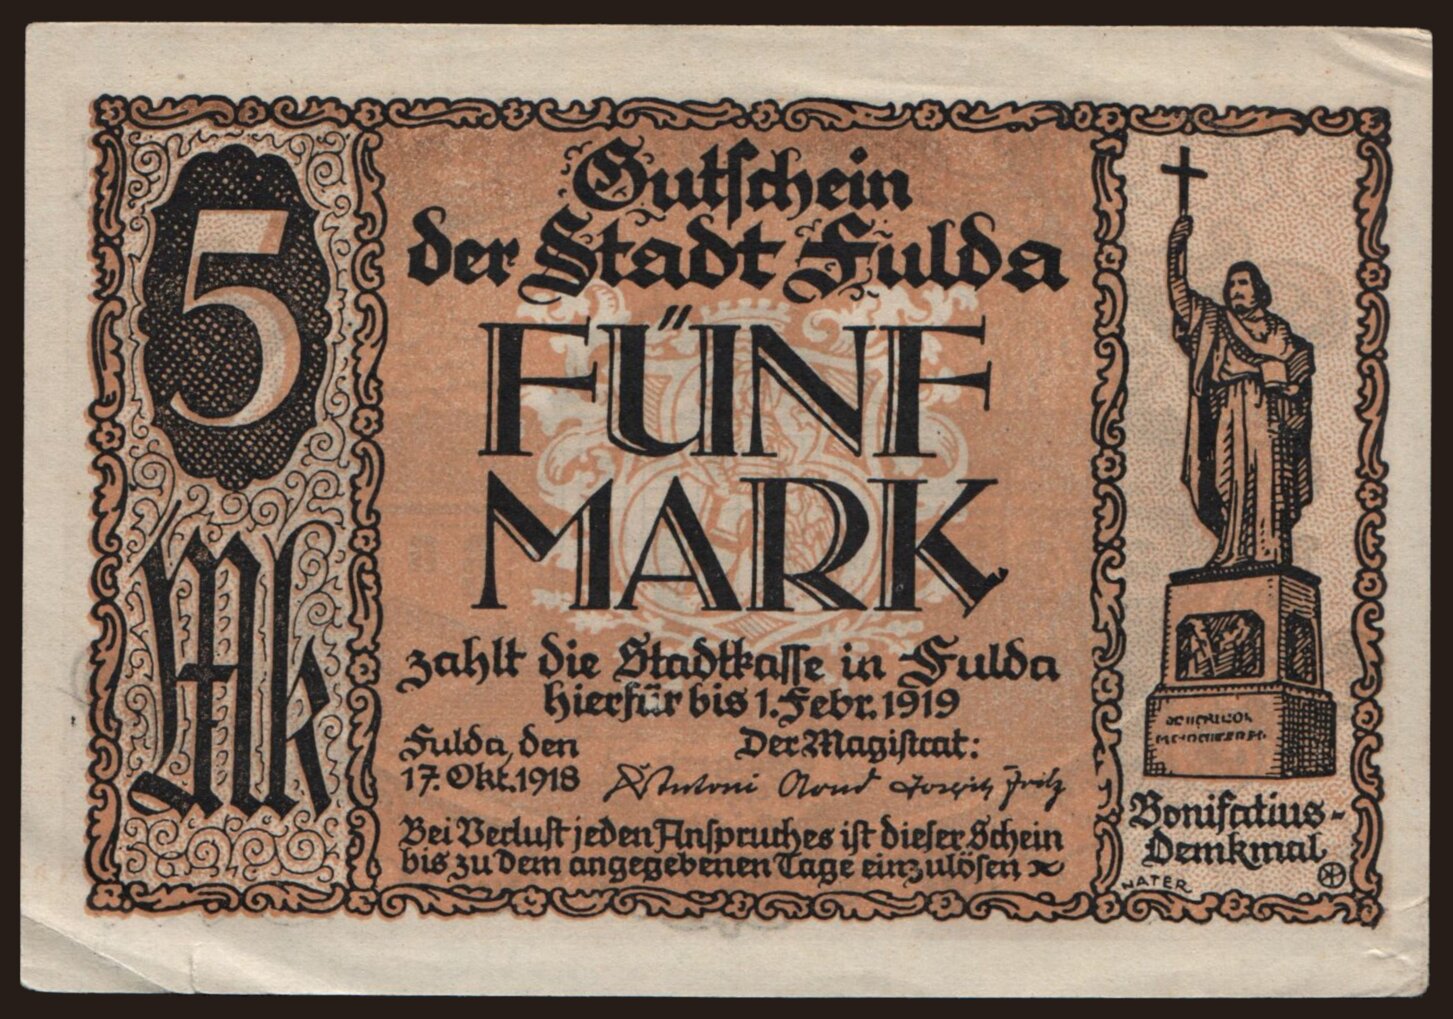 5
Mk
Gutschein
der Stadt Fulda
FÜNF
MARK
zahlt die Stadtkasse in Fulda
hierfür bis 1. Febr. 1919
Fulda, den
17. Okt. 1918
Der Magistrat:
Antoni
Bei Verlust jeden Anspruches ist dieser Schein
bis zu dem angegebenen Tage einzulösen
Bonifatius-
Denkmal
NATER